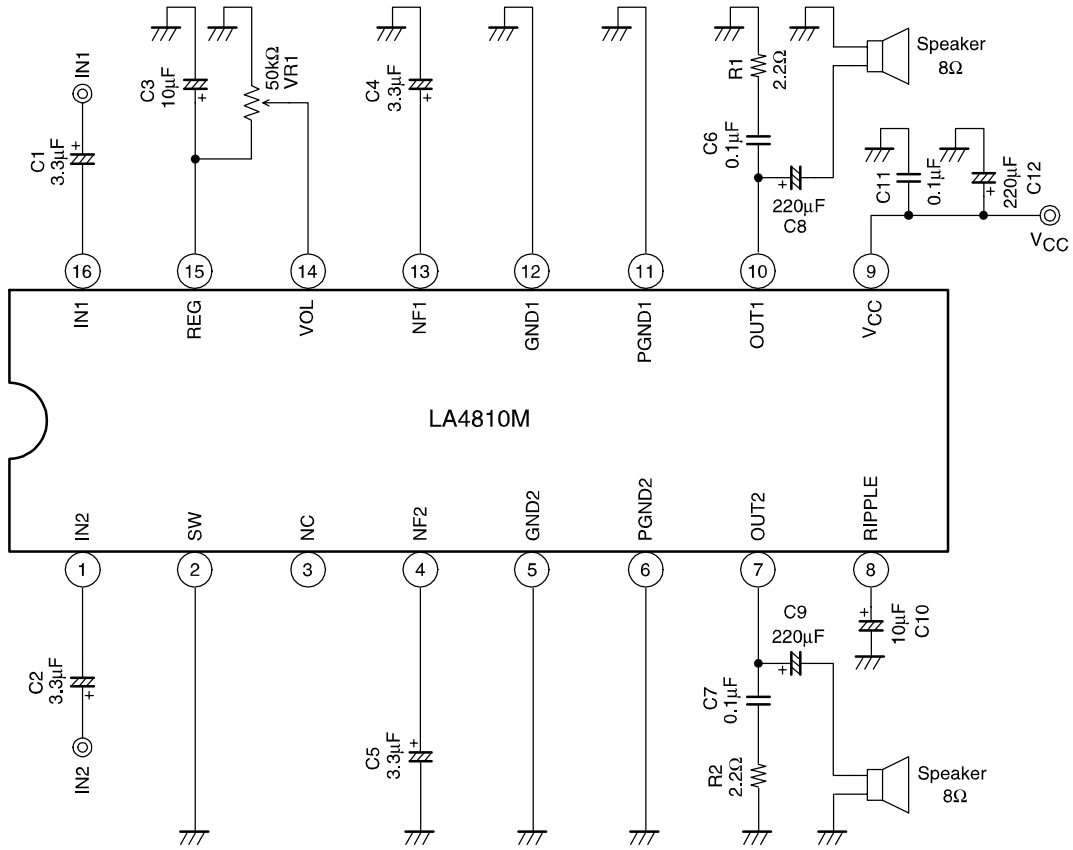 IN1
C1
3.3µF
C3
10µF
50kΩ
VR1
C4
3.3µF
R1
2.2Ω
C6
0.1µF
220µF
C8
Speaker
8Ω
C11
0.1µF
220µF
C12
VCC
+
+
+
+
+
16
15
14
13
12
11
10
9
IN1
REG
VOL
NF1
GND1
PGND1
OUT1
VCC
LA4810M
IN2
SW
NC
NF2
GND2
PGND2
OUT2
RIPPLE
1
2
3
4
5
6
7
8
C2
3.3µF
+
IN2
C5
3.3µF
+
C9
220µF
+
C7
0.1µF
R2
2.2Ω
+
10µF
C10
Speaker
8Ω